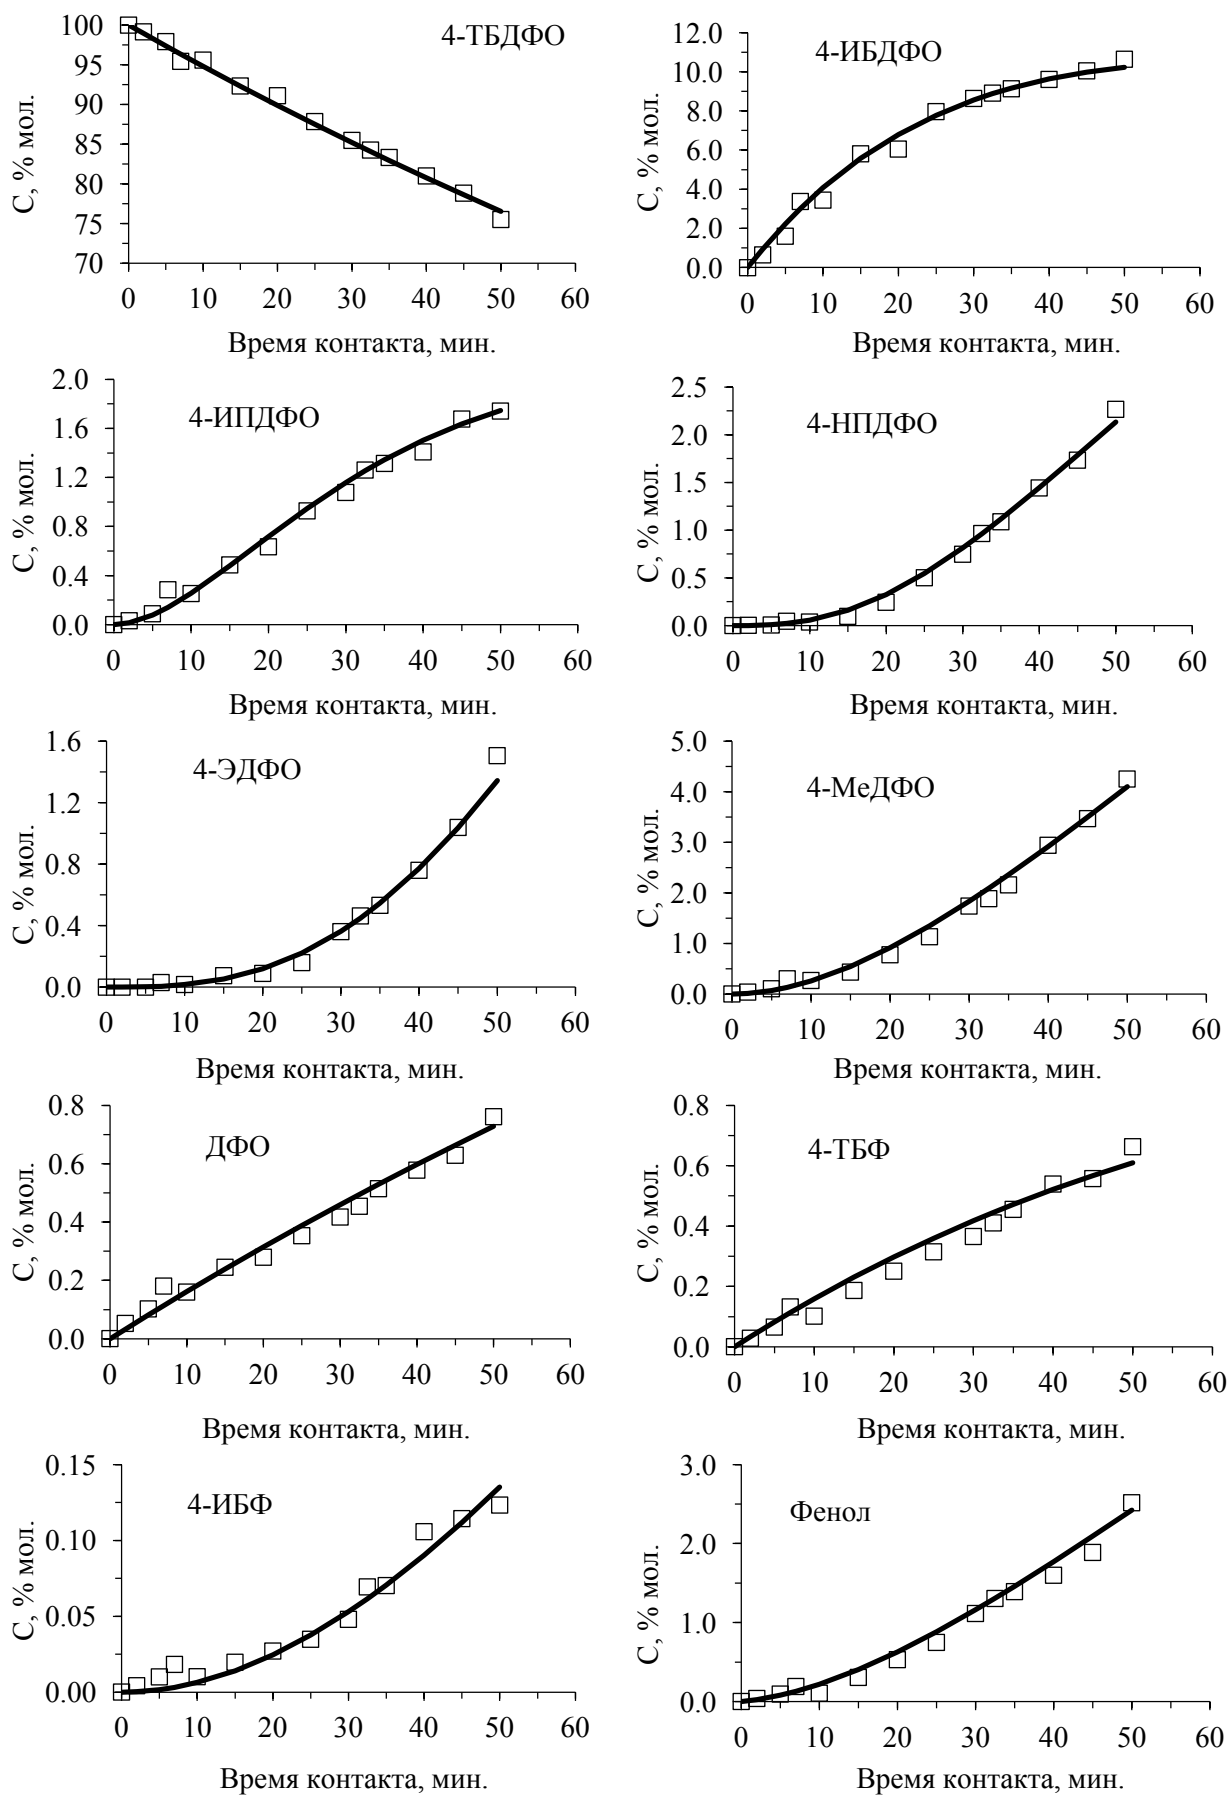 4-ТБДФО
С, % мол.
100
95
90
85
80
75
70
0 10 20 30 40 50 60
Время контакта, мин.
4-ИБДФО
С, % мол.
12.0
10.0
8.0
6.0
4.0
2.0
0.0
0 10 20 30 40 50 60
Время контакта, мин.
4-ИПДФО
С, % мол.
2.0
1.6
1.2
0.8
0.4
0.0
0 10 20 30 40 50 60
Время контакта, мин.
4-НПДФО
С, % мол.
2.5
2.0
1.5
1.0
0.5
0.0
0 10 20 30 40 50 60
Время контакта, мин.
4-ЭДФО
С, % мол.
1.6
1.2
0.8
0.4
0.0
0 10 20 30 40 50 60
Время контакта, мин.
4-МеДФО
С, % мол.
5.0
4.0
3.0
2.0
1.0
0.0
0 10 20 30 40 50 60
Время контакта, мин.
ДФО
С, % мол.
0.8
0.6
0.4
0.2
0.0
0 10 20 30 40 50 60
Время контакта, мин.
4-ТБФ
С, % мол.
0.8
0.6
0.4
0.2
0.0
0 10 20 30 40 50 60
Время контакта, мин.
4-ИБФ
С, % мол.
0.15
0.10
0.05
0.00
0 10 20 30 40 50 60
Время контакта, мин.
Фенол
С, % мол.
3.0
2.0
1.0
0.0
0 10 20 30 40 50 60
Время контакта, мин.